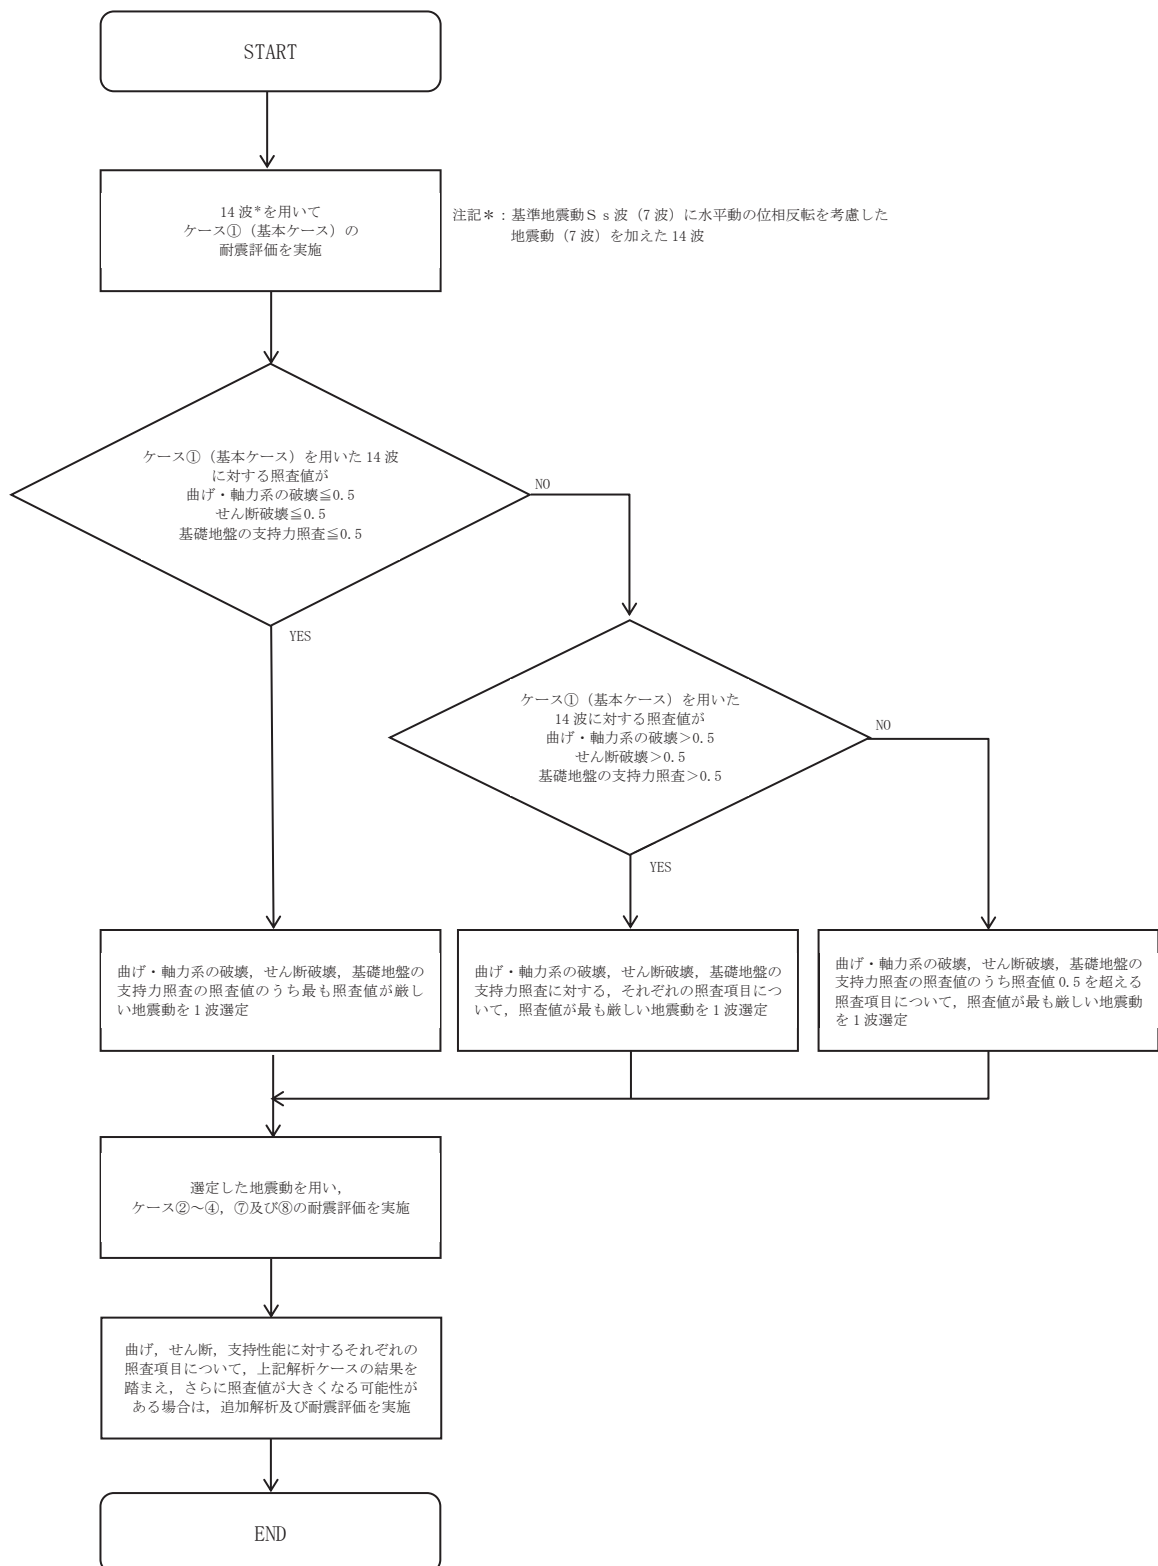 START
14 波*を用いて
ケース①（基本ケース）の
耐震評価を実施
注記＊：基準地震動Ｓｓ波（7 波）に水平動の位相反転を考慮した
地震動（7 波）を加えた 14 波
ケース①（基本ケース）を用いた 14 波
に対する照査値が
曲げ・軸力系の破壊≦0.5
せん断破壊≦0.5
基礎地盤の支持力照査≦0.5
NO
YES
ケース①（基本ケース）を用いた
14 波に対する照査値が
曲げ・軸力系の破壊＞0.5
せん断破壊＞0.5
基礎地盤の支持力照査＞0.5
NO
YES
曲げ・軸力系の破壊，せん断破壊，基礎地盤の
支持力照査の照査値のうち最も照査値が厳し
い地震動を 1 波選定
曲げ・軸力系の破壊，せん断破壊，基礎地盤の
支持力照査に対する，それぞれの照査項目につ
いて，照査値が最も厳しい地震動を 1 波選定
曲げ・軸力系の破壊，せん断破壊，基礎地盤の
支持力照査の照査値のうち照査値 0.5 を超える
照査項目について，照査値が最も厳しい地震動
を 1 波選定
選定した地震動を用い，
ケース②～④，⑦及び⑧の耐震評価を実施
曲げ，せん断，支持性能に対するそれぞれの
照査項目について，上記解析ケースの結果を
踏まえ，さらに照査値が大きくなる可能性が
ある場合は，追加解析及び耐震評価を実施
END